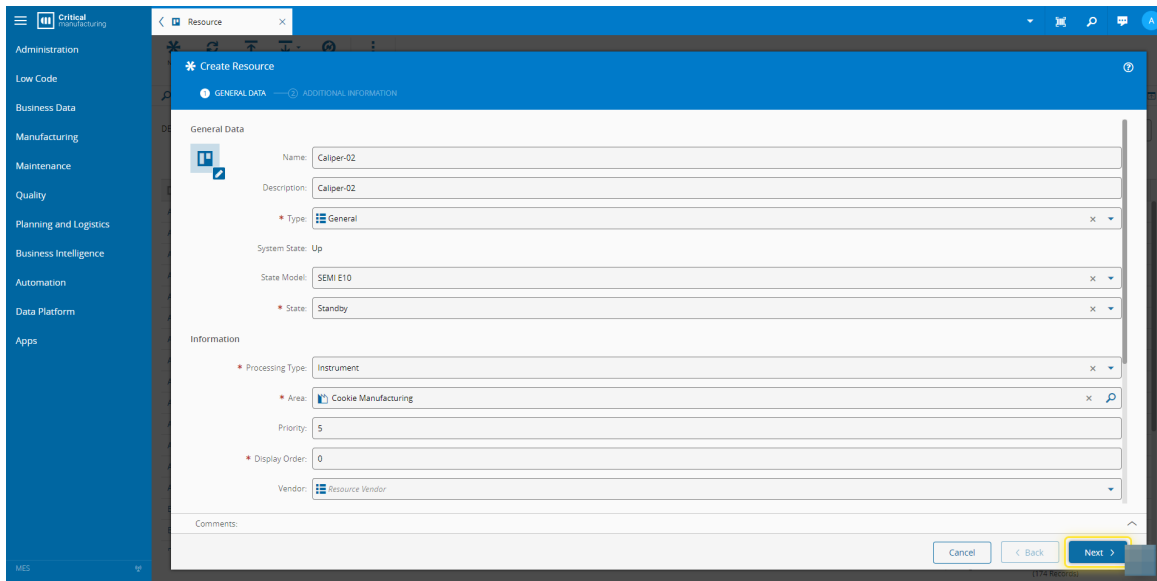 Critical
manufacturing
Resource
A
Administration
Low Code
Business Data
Manufacturing
Maintenance
Quality
Planning and Logistics
Business Intelligence
Automation
Data Platform
Apps
MES
Create Resource
1 GENERAL DATA 2 ADDITIONAL INFORMATION
General Data
Name: Caliper-02
Description: Caliper-02
* Type: General
System State: Up
State Model: SEMI E10
* State: Standby
Information
* Processing Type: Instrument
* Area: Cookie Manufacturing
Priority: 5
* Display Order: 0
Vendor: Resource Vendor
Comments:
Cancel
Back
Next
(174 Records)